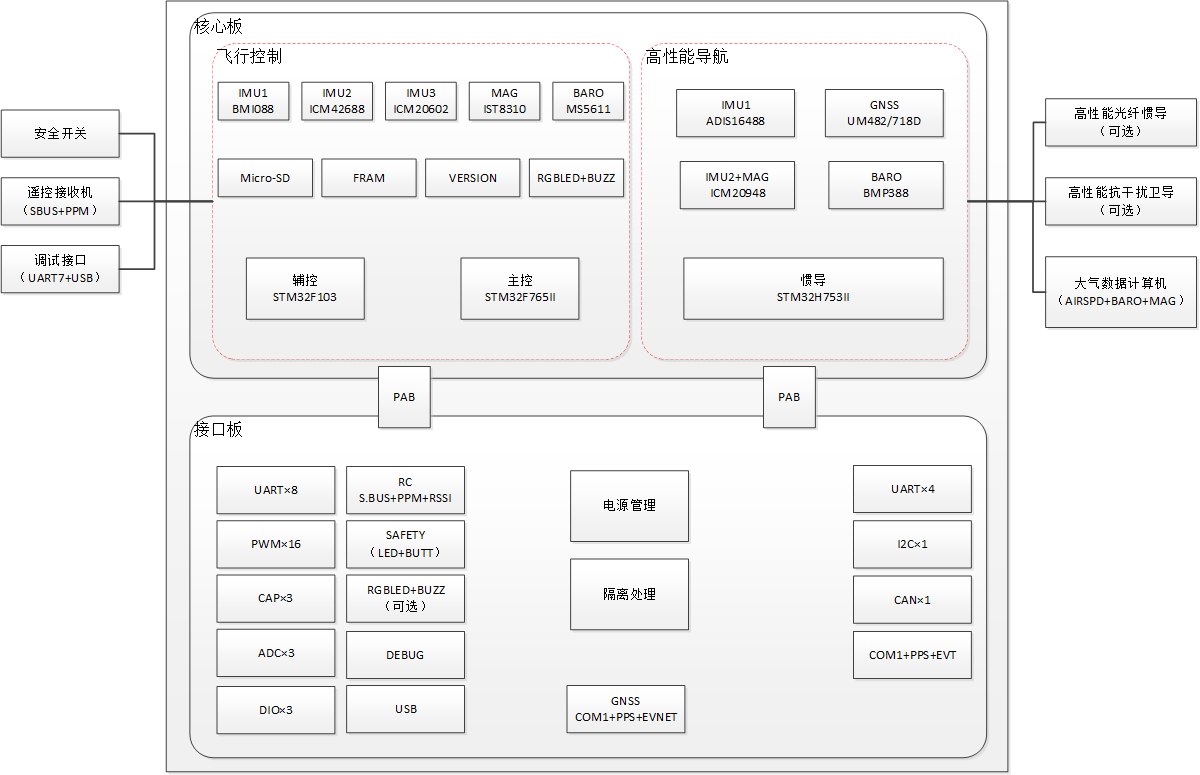 核心板
飞行控制
IMU1
BMI088
IMU2
ICM42688
IMU3
ICM20602
MAG
IST8310
BARO
MS5611
Micro-SD
FRAM
VERSION
RGBLED+BUZZ
辅控
STM32F103
主控
STM32F765II
高性能导航
IMU1
ADIS16488
GNSS
UM482/718D
IMU2+MAG
ICM20948
BARO
BMP388
惯导
STM32H753II
安全开关
遥控接收机
（SBUS+PPM）
调试接口
（UART7+USB）
高性能光纤惯导
（可选）
高性能抗干扰卫导
（可选）
大气数据计算机
（AIRSPD+BARO+MAG）
PAB
PAB
接口板
UART×8
PWM×16
CAP×3
ADC×3
DIO×3
RC
S.BUS+PPM+RSSI
SAFETY
（LED+BUTT）
RGBLED+BUZZ
（可选）
DEBUG
USB
电源管理
隔离处理
GNSS
COM1+PPS+EVNET
UART×4
I2C×1
CAN×1
COM1+PPS+EVT